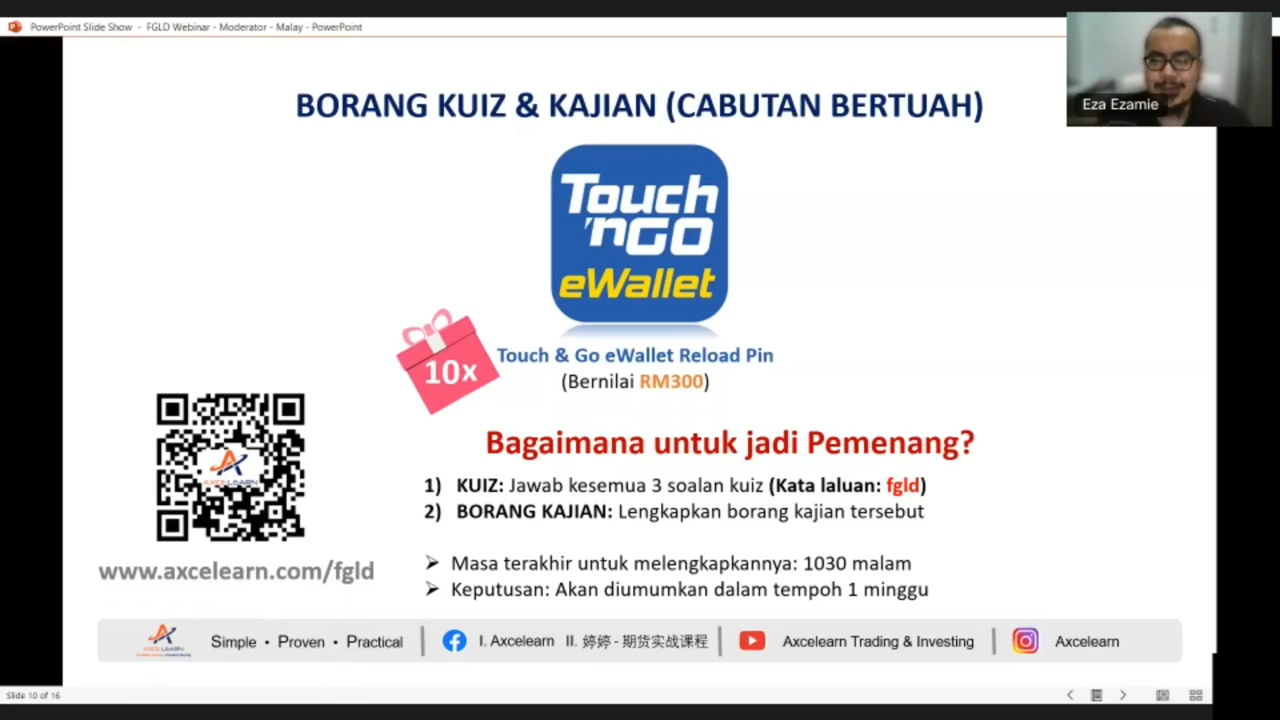 PowerPoint Slide Show - FGLD Webinar - Moderator - Malay - PowerPoint
Eza Ezamie
BORANG KUIZ & KAJIAN (CABUTAN BERTUAH)
Touch
'nGO
eWallet
10x
Touch & Go eWallet Reload Pin
(Bernilai RM300)
AXCELEARN
www.axcelearn.com/fgld
Bagaimana untuk jadi Pemenang?
1) KUIZ: Jawab kesemua 3 soalan kuiz (Kata laluan: fgld)
2) BORANG KAJIAN: Lengkapkan borang kajian tersebut
➢ Masa terakhir untuk melengkapkannya: 1030 malam
➢ Keputusan: Akan diumumkan dalam tempoh 1 minggu
AXCELEARN
Simple • Proven • Practical
I. Axcelearn II. 婷婷 - 期货实战课程
Axcelearn Trading & Investing
Axcelearn
Slide 10 of 16